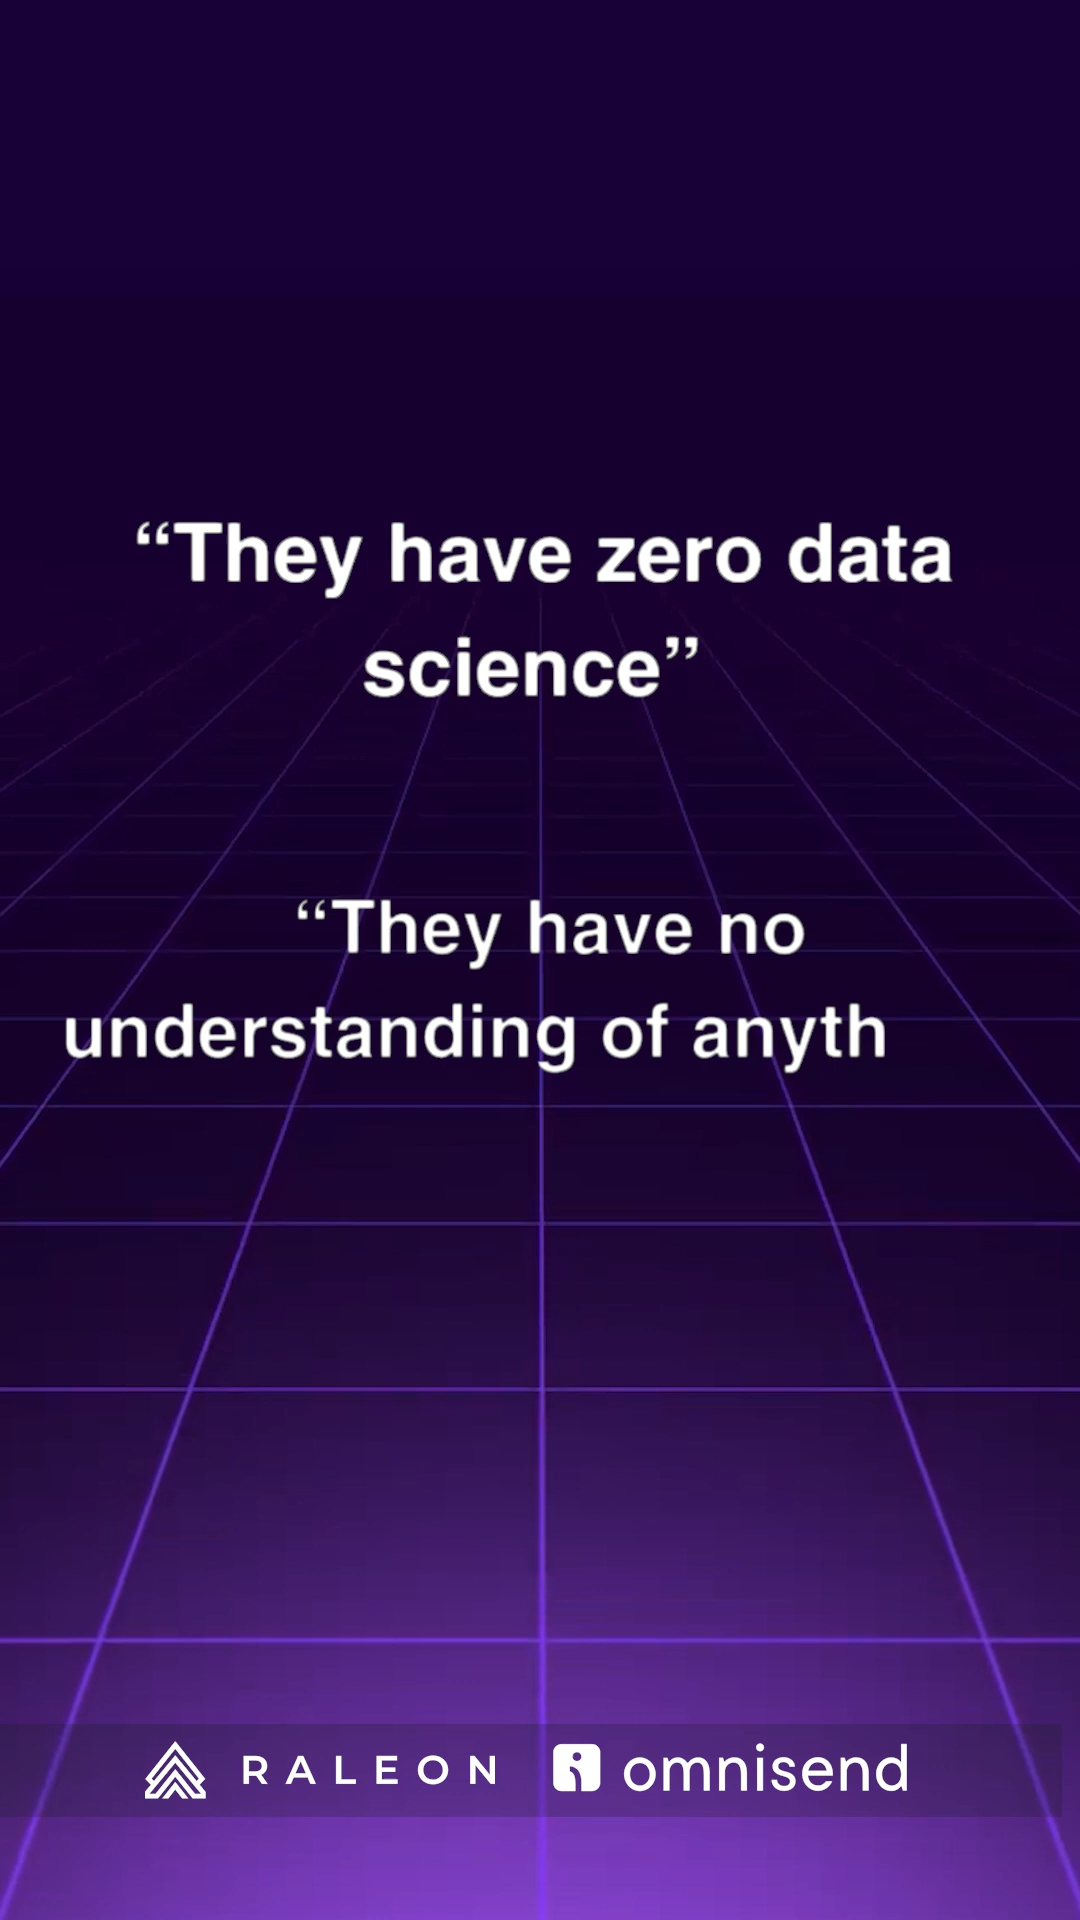 “They have zero data
science”
“They have no
understanding of anyth
RALEON omnisend